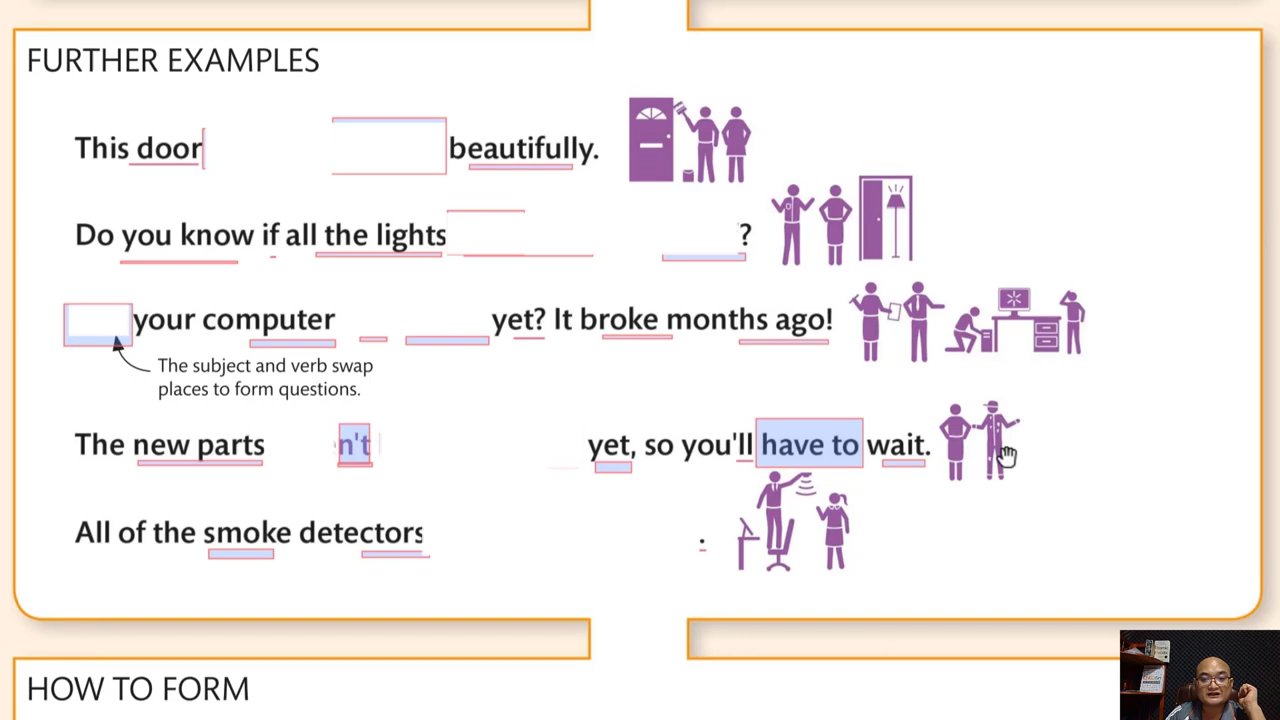 FURTHER EXAMPLES
This door beautifully.
Do you know if all the lights ?
your computer yet? It broke months ago!
The subject and verb swap
places to form questions.
The new parts n't yet, so you'll have to wait.
All of the smoke detectors .
HOW TO FORM